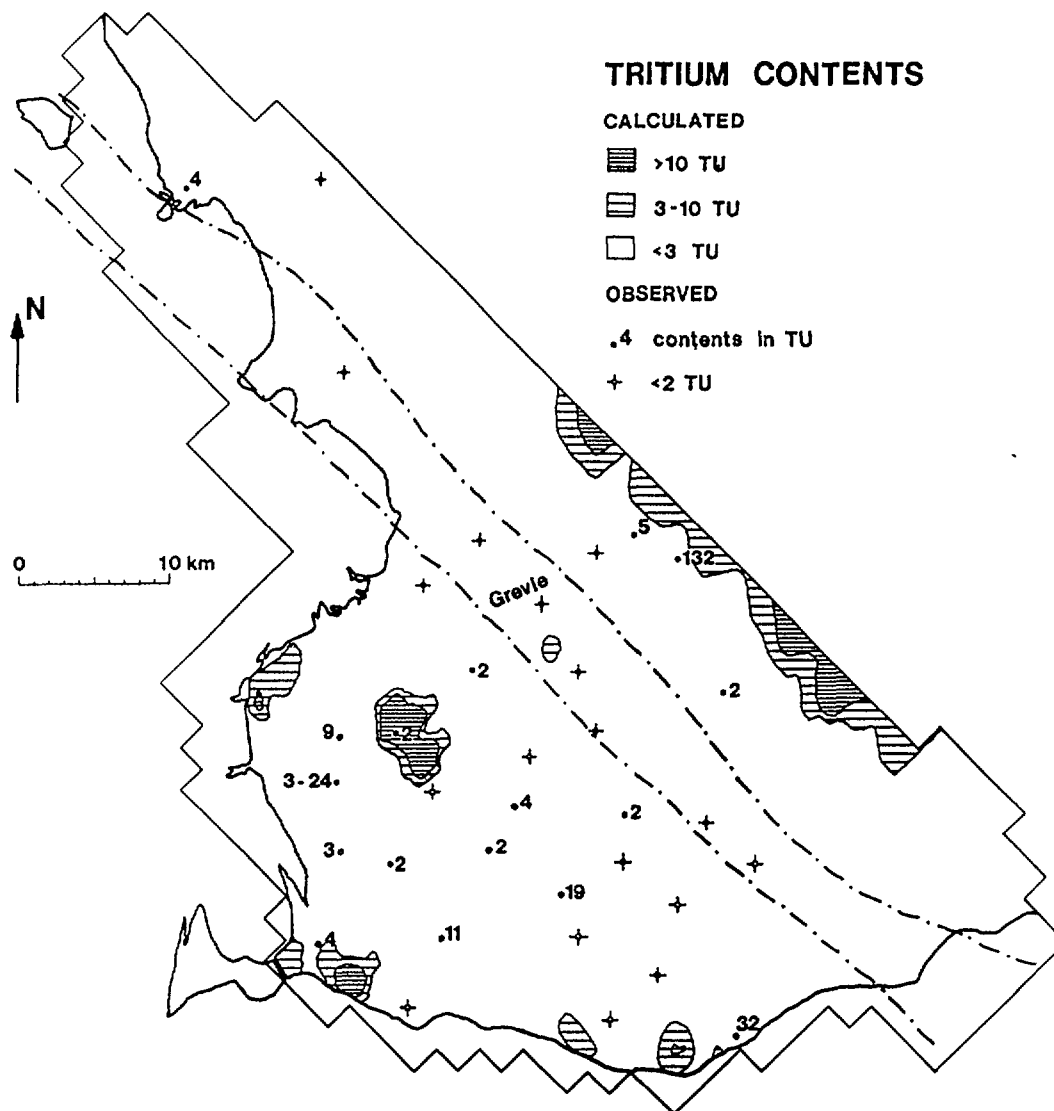 TRITIUM CONTENTS
CALCULATED
>10 TU
3-10 TU
<3 TU
OBSERVED
.4 contents in TU
<2 TU
N
0 10 km
Grevie
4
5
132
2
2
9
2
3-24
4
2
3
2
2
19
11
4
32